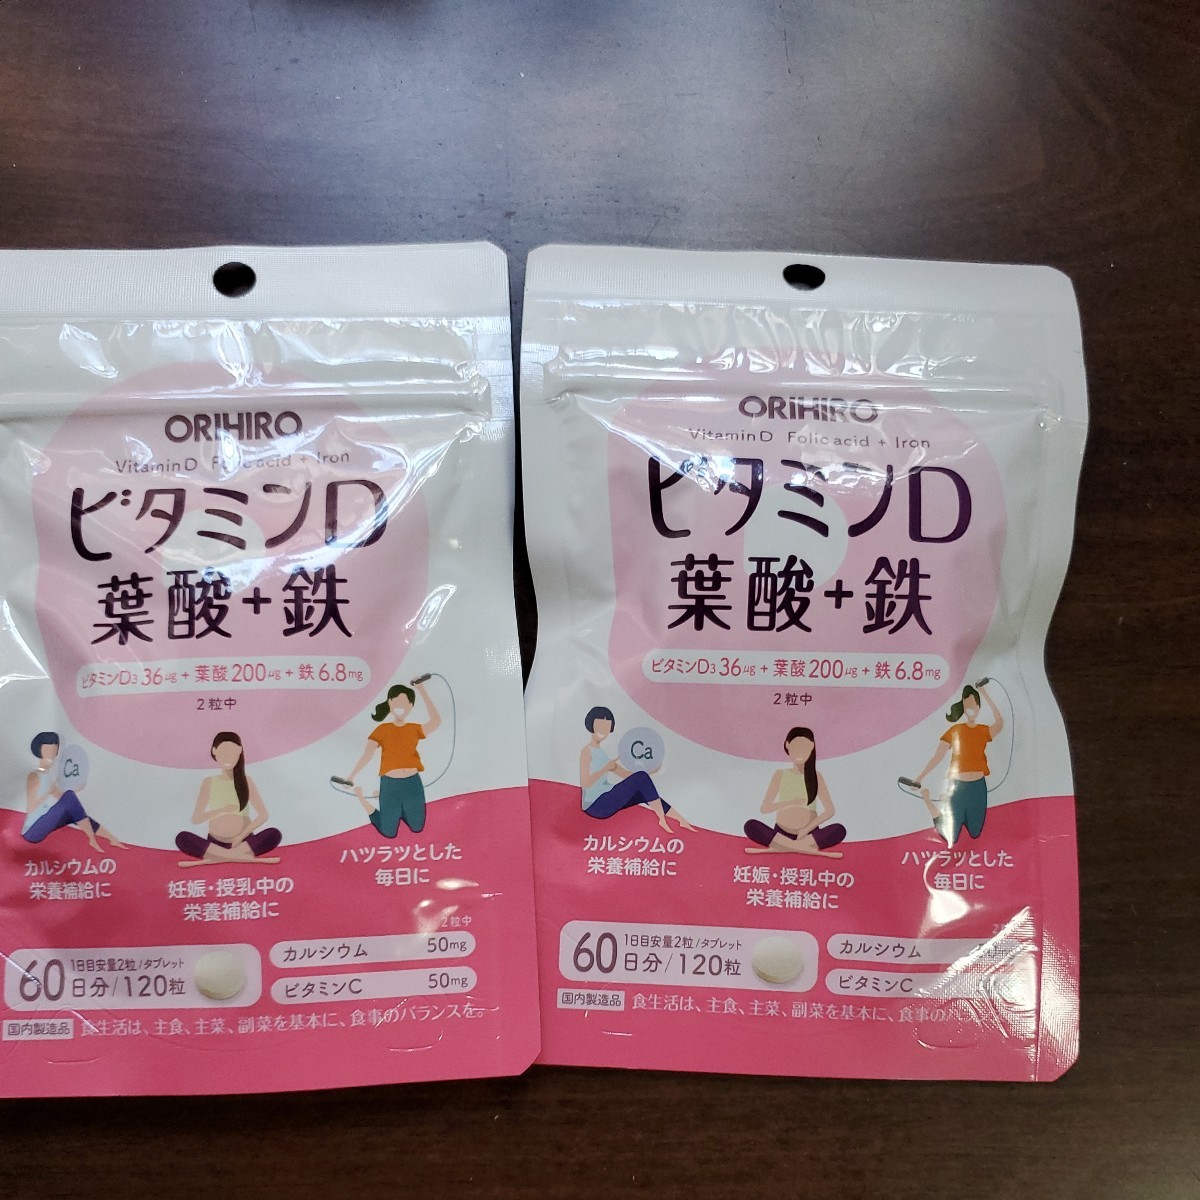 ORIHIRO
VitaminD Folic acid + Iron
ビタミンD
葉酸+鉄
ビタミンD3 36μg + 葉酸 200μg + 鉄 6.8mg
2粒中
Ca
カルシウムの
栄養補給に
妊娠・授乳中の
栄養補給に
ハツラツとした
毎日に
2粒中
60日分/120粒
1日目安量2粒/タブレット
カルシウム 50mg
ビタミンC 50mg
国内製造品 食生活は、主食、主菜、副菜を基本に、食事のバランスを。
ORIHIRO
VitaminD Folic acid + Iron
ビタミンD
葉酸+鉄
ビタミンD3 36μg + 葉酸 200μg + 鉄 6.8mg
2粒中
Ca
カルシウムの
栄養補給に
妊娠・授乳中の
栄養補給に
ハツラツとした
毎日に
60日分/120粒
1日目安量2粒/タブレット
カルシウム
ビタミンC
国内製造品 食生活は、主食、主菜、副菜を基本に、食事の